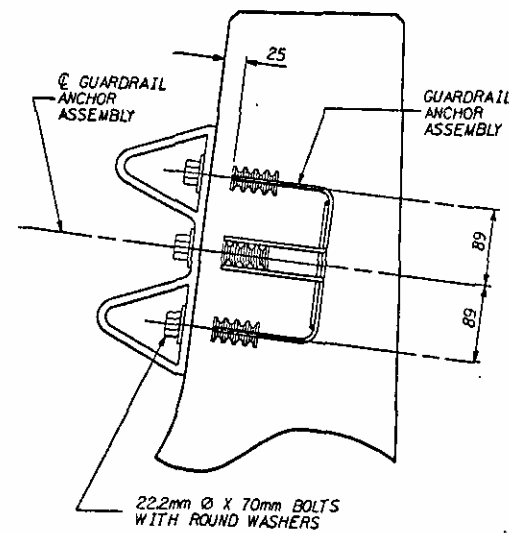 25
℄ GUARDRAIL
ANCHOR
ASSEMBLY
GUARDRAIL
ANCHOR
ASSEMBLY
89
89
22.2mm Ø X 70mm BOLTS
WITH ROUND WASHERS